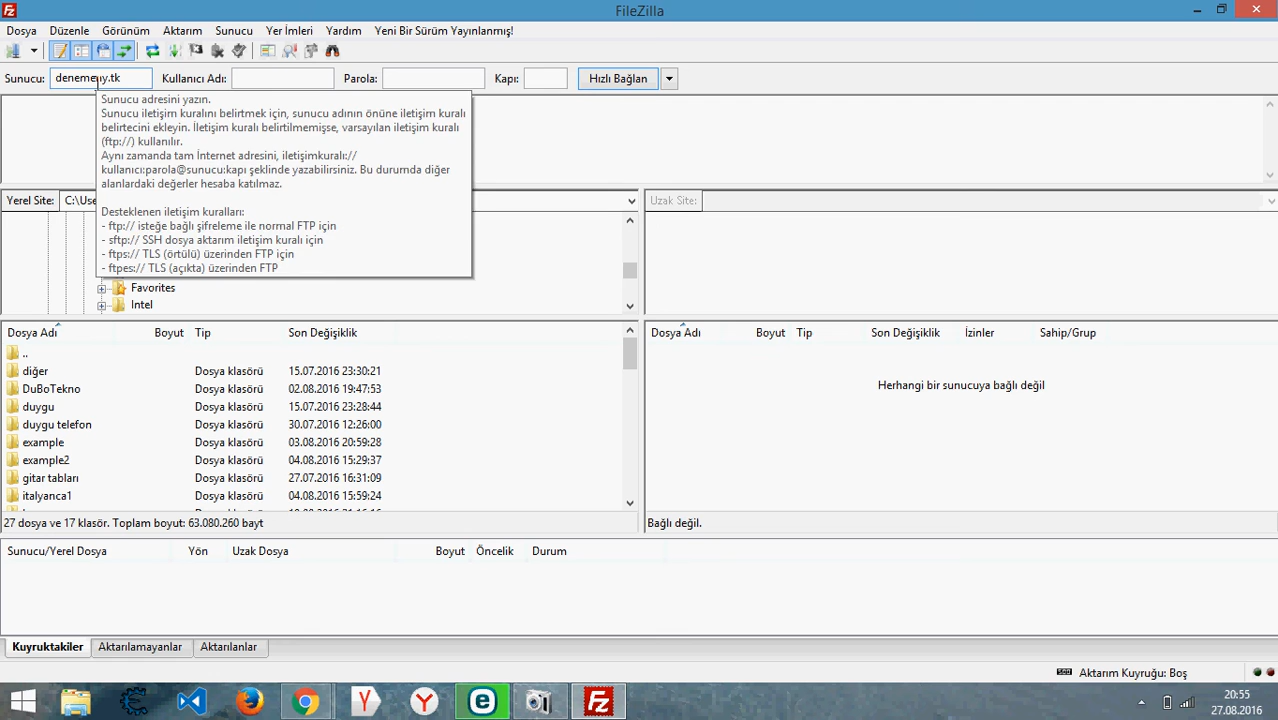 FileZilla
Dosya Düzenle Görünüm Aktarım Sunucu Yer İmleri Yardım Yeni Bir Sürüm Yayınlanmış!
Sunucu: Kullanıcı Adı: Parola: Kapı: Hızlı Bağlan
Sunucu adresini yazın.
Sunucu iletişim kuralını belirtmek için, sunucu adının önüne iletişim kuralı
belirtecini ekleyin. İletişim kuralı belirtilmemişse, varsayılan iletişim kuralı
(ftp://) kullanılır.
Aynı zamanda tam İnternet adresini, iletişimkuralı://
kullanıcı:parola@sunucu:kapı şeklinde yazabilirsiniz. Bu durumda diğer
alanlardaki değerler hesaba katılmaz.
Desteklenen iletişim kuralları:
- ftp:// isteğe bağlı şifreleme ile normal FTP için
- sftp:// SSH dosya aktarım iletişim kuralı için
- ftps:// TLS (örtülü) üzerinden FTP için
- ftpes:// TLS (açıkta) üzerinden FTP
Yerel Site: C:\Use
Uzak Site:
Favorites
Intel
Dosya Adı Boyut Tip Son Değişiklik
..
diğer Dosya klasörü 15.07.2016 23:30:21
DuBoTekno Dosya klasörü 02.08.2016 19:47:53
duygu Dosya klasörü 15.07.2016 23:28:44
duygu telefon Dosya klasörü 30.07.2016 12:26:00
example Dosya klasörü 03.08.2016 20:59:28
example2 Dosya klasörü 04.08.2016 15:29:37
gitar tabları Dosya klasörü 27.07.2016 16:31:09
italyanca1 Dosya klasörü 04.08.2016 15:59:24
27 dosya ve 17 klasör. Toplam boyut: 63.080.260 bayt
Dosya Adı Boyut Tip Son Değişiklik İzinler Sahip/Grup
Herhangi bir sunucuya bağlı değil
Bağlı değil.
Sunucu/Yerel Dosya Yön Uzak Dosya Boyut Öncelik Durum
Kuyruktakiler Aktarılamayanlar Aktarılanlar
Aktarım Kuyruğu: Boş
20:55
27.08.2016